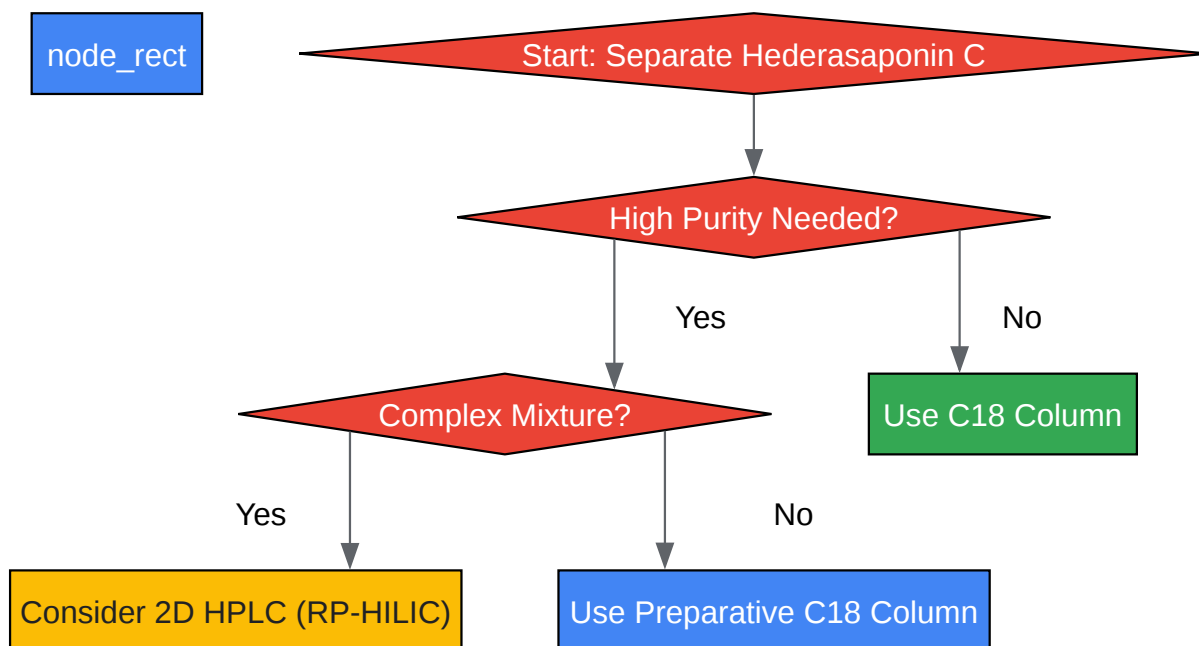 node_rect
Start: Separate Hederasaponin C
High Purity Needed?
Yes
No
Complex Mixture?
Use C18 Column
Yes
No
Consider 2D HPLC (RP-HILIC)
Use Preparative C18 Column